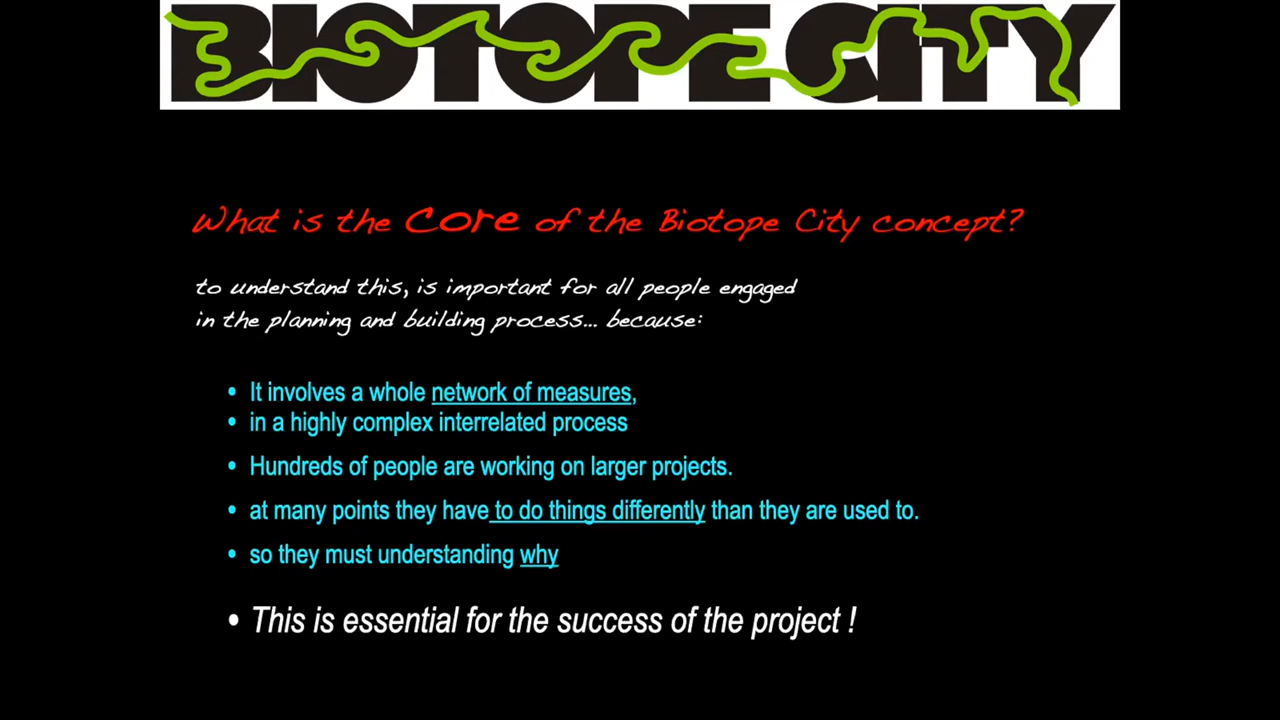 BIOTOPE CITY
What is the core of the Biotope City concept?
to understand this, is important for all people engaged
in the planning and building process... because:
• It involves a whole network of measures,
• in a highly complex interrelated process
• Hundreds of people are working on larger projects.
• at many points they have to do things differently than they are used to.
• so they must understanding why
• This is essential for the success of the project !